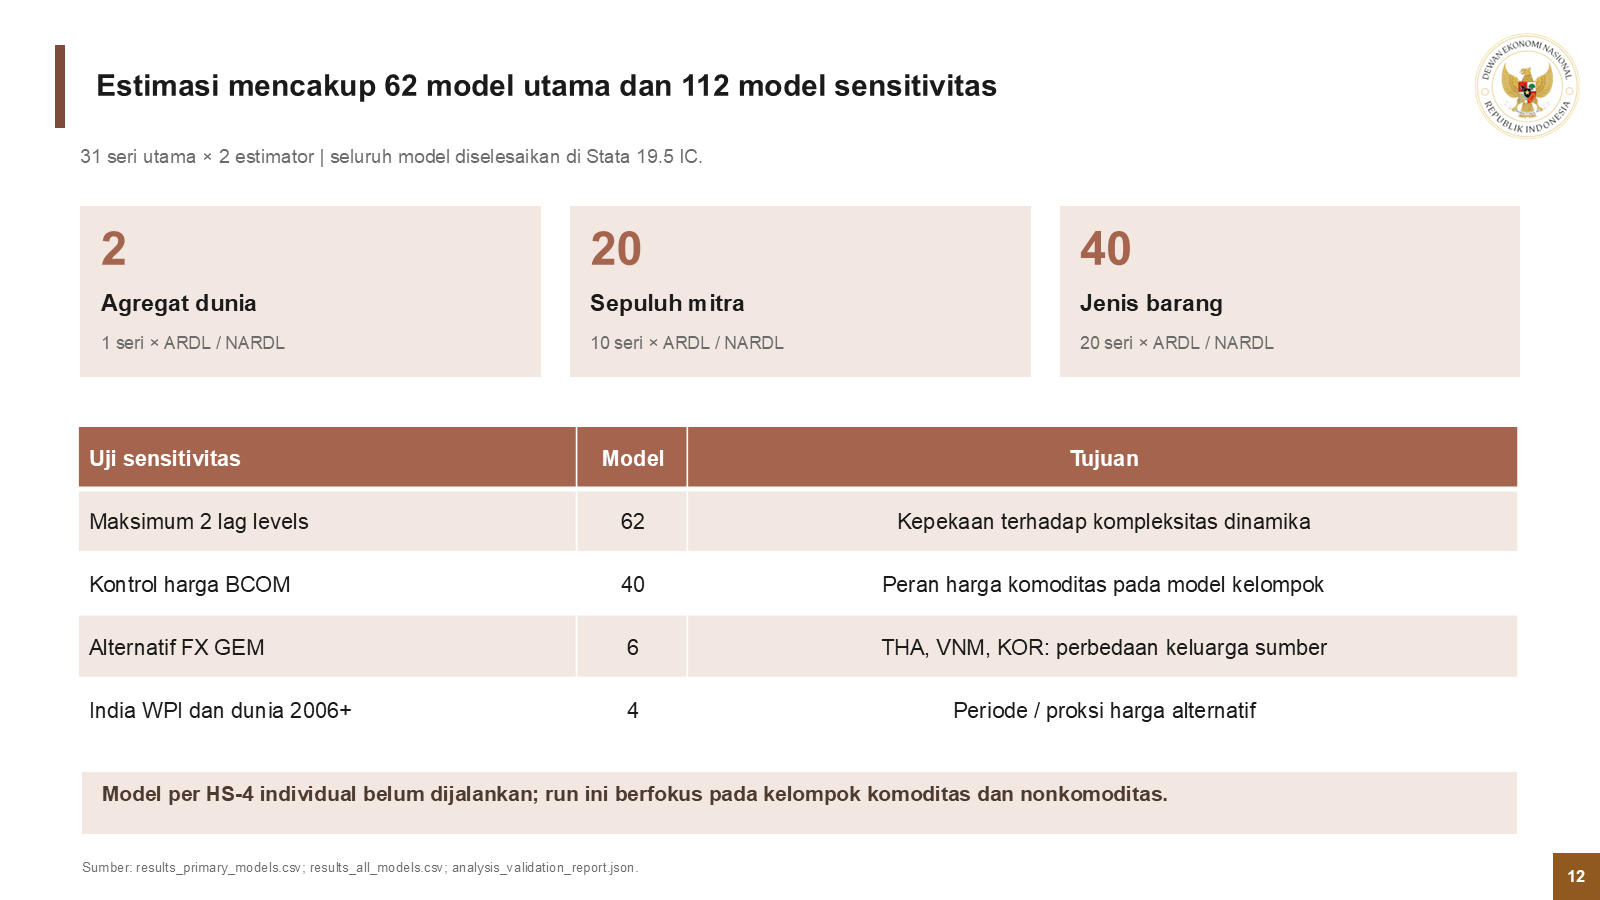 Estimasi mencakup 62 model utama dan 112 model sensitivitas
DEWAN EKONOMI NASIONAL
REPUBLIK INDONESIA
31 seri utama × 2 estimator | seluruh model diselesaikan di Stata 19.5 IC.
2
Agregat dunia
1 seri × ARDL / NARDL
20
Sepuluh mitra
10 seri × ARDL / NARDL
40
Jenis barang
20 seri × ARDL / NARDL
Uji sensitivitas Model Tujuan
Maksimum 2 lag levels 62 Kepekaan terhadap kompleksitas dinamika
Kontrol harga BCOM 40 Peran harga komoditas pada model kelompok
Alternatif FX GEM 6 THA, VNM, KOR: perbedaan keluarga sumber
India WPI dan dunia 2006+ 4 Periode / proksi harga alternatif
Model per HS-4 individual belum dijalankan; run ini berfokus pada kelompok komoditas dan nonkomoditas.
Sumber: results_primary_models.csv; results_all_models.csv; analysis_validation_report.json.
12